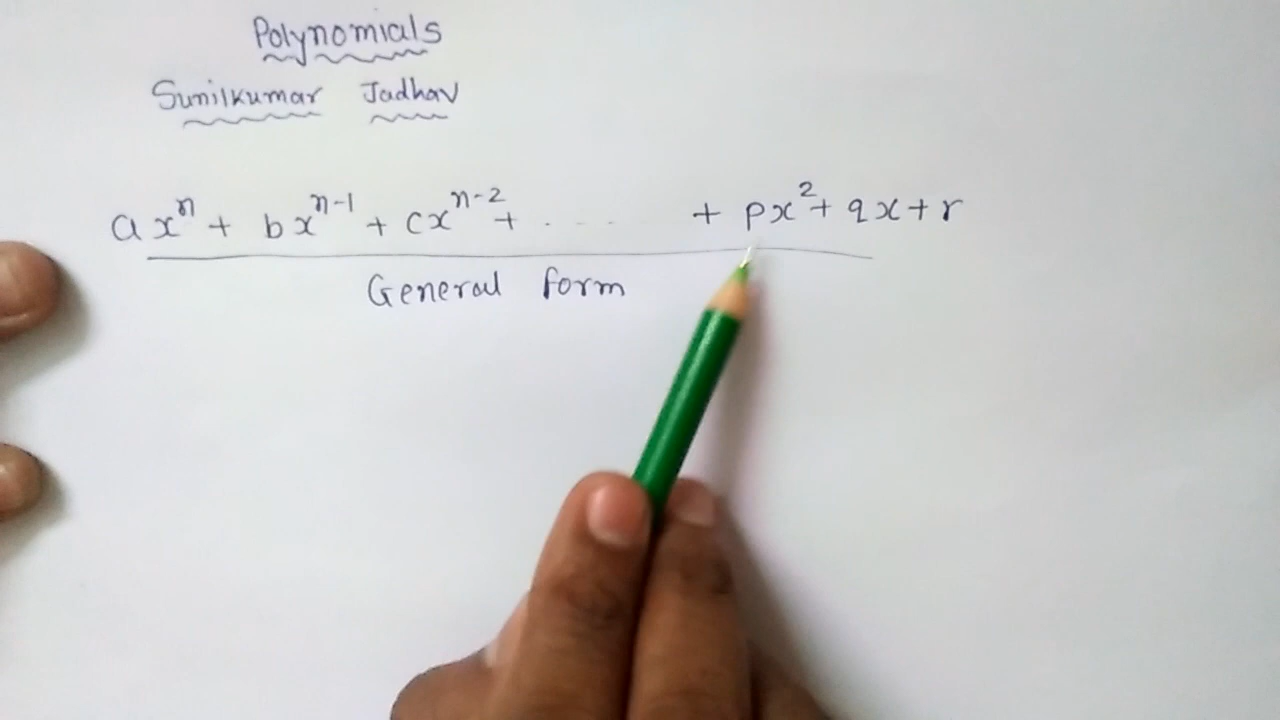 Polynomials
Sunilkumar Jadhav
ax^n + bx^n-1 + cx^n-2 + ..... + px^2 + qx + r
General form